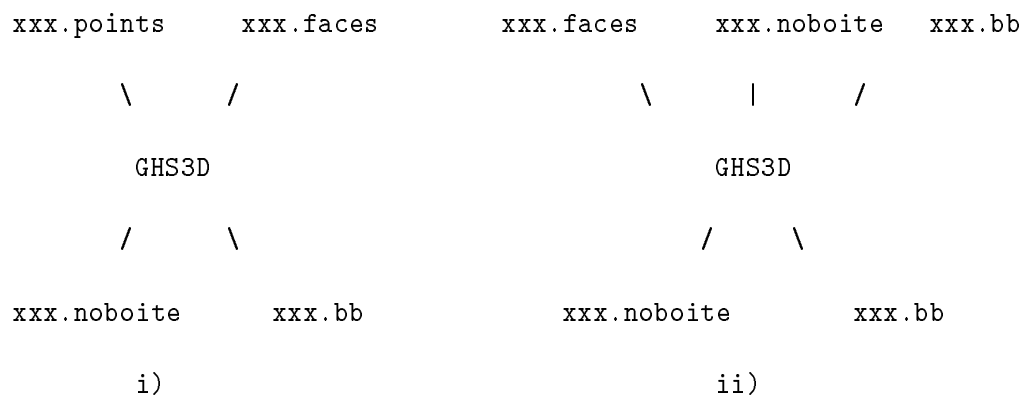 xxx.points xxx.faces xxx.faces xxx.noboite xxx.bb
\ / \ | /
GHS3D GHS3D
/ \ / \
xxx.noboite xxx.bb xxx.noboite xxx.bb
i) ii)